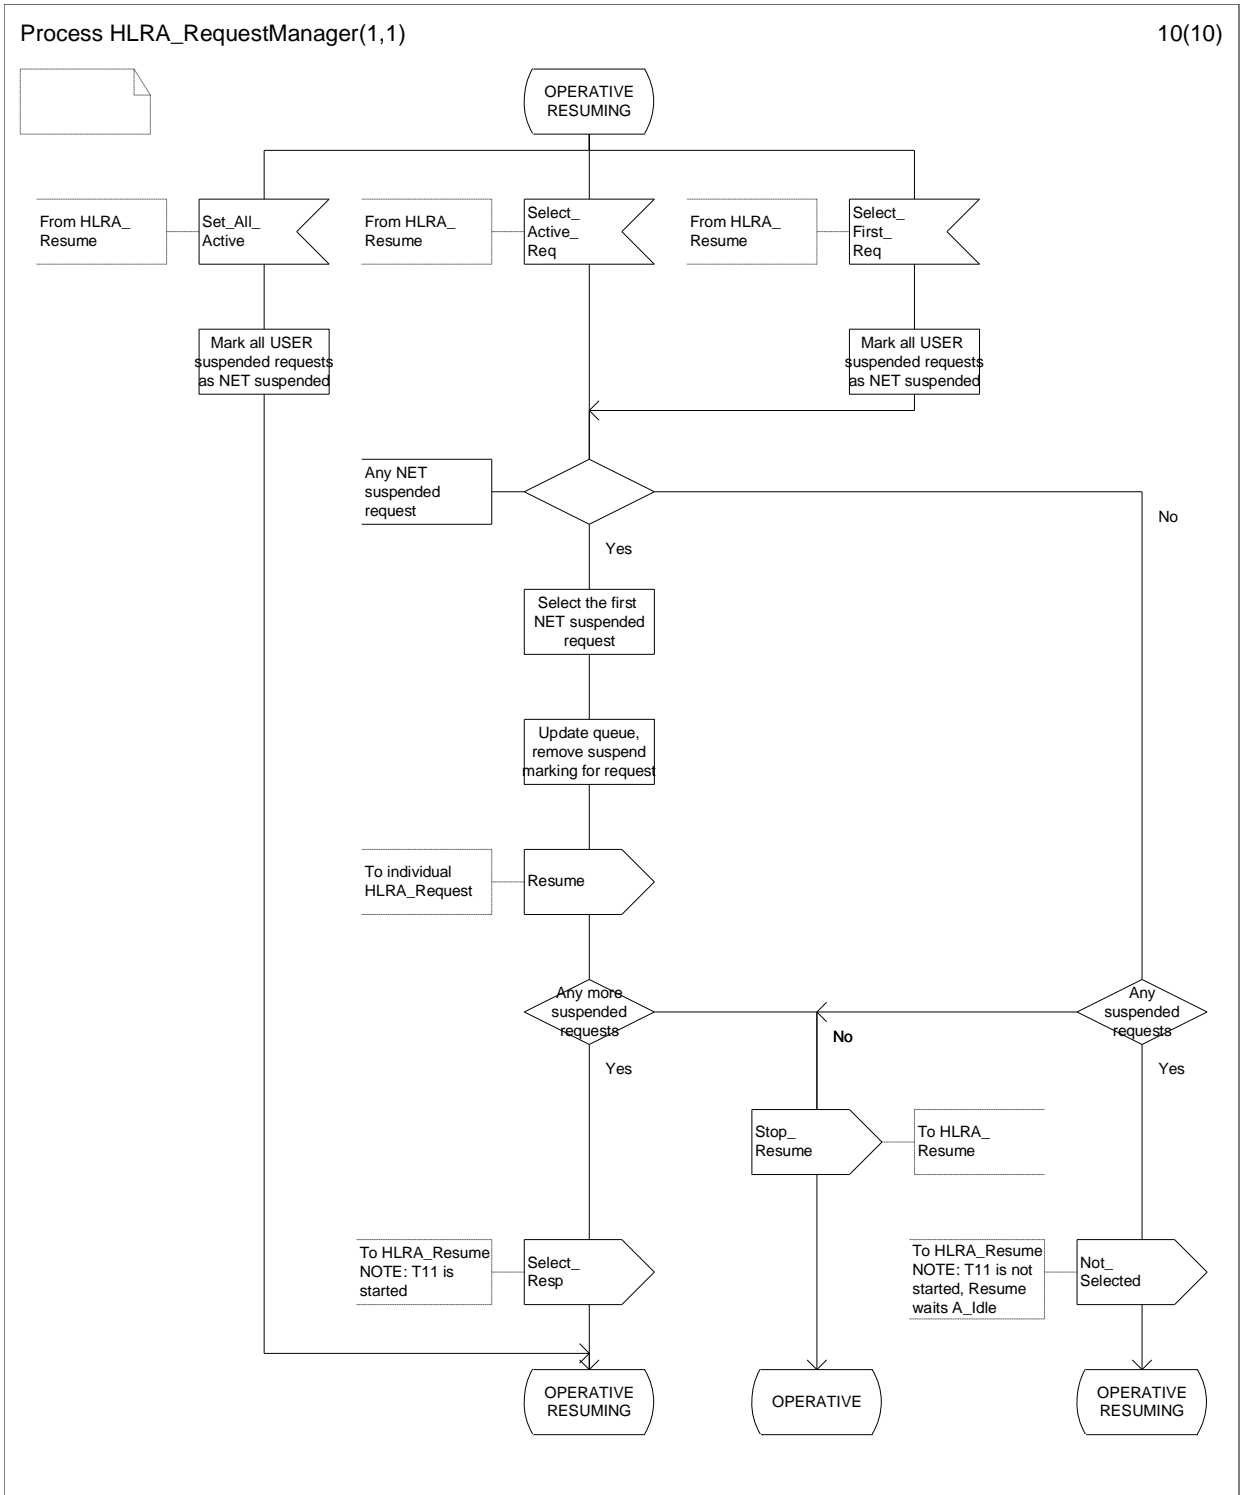 Process HLRA_RequestManager(1,1)
10(10)
OPERATIVE
RESUMING
From HLRA_
Resume
Set_All_
Active
From HLRA_
Resume
Select_
Active_
Req
From HLRA_
Resume
Select_
First_
Req
Mark all USER
suspended requests
as NET suspended
Mark all USER
suspended requests
as NET suspended
Any NET
suspended
request
No
Yes
Select the first
NET suspended
request
Update queue,
remove suspend
marking for request
To individual
HLRA_Request
Resume
Any more
suspended
requests
Any
suspended
requests
No
Yes
Yes
Stop_
Resume
To HLRA_
Resume
To HLRA_Resume
NOTE: T11 is
started
Select_
Resp
To HLRA_Resume
NOTE: T11 is not
started, Resume
waits A_Idle
Not_
Selected
OPERATIVE
RESUMING
OPERATIVE
OPERATIVE
RESUMING